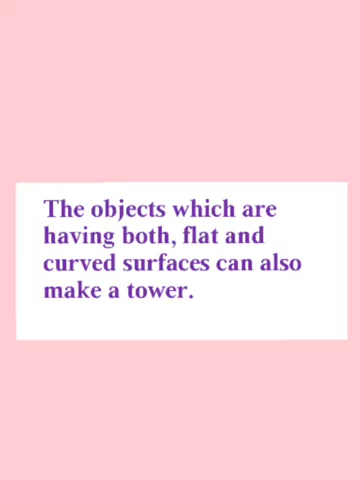 The objects which are
having both, flat and
curved surfaces can also
make a tower.